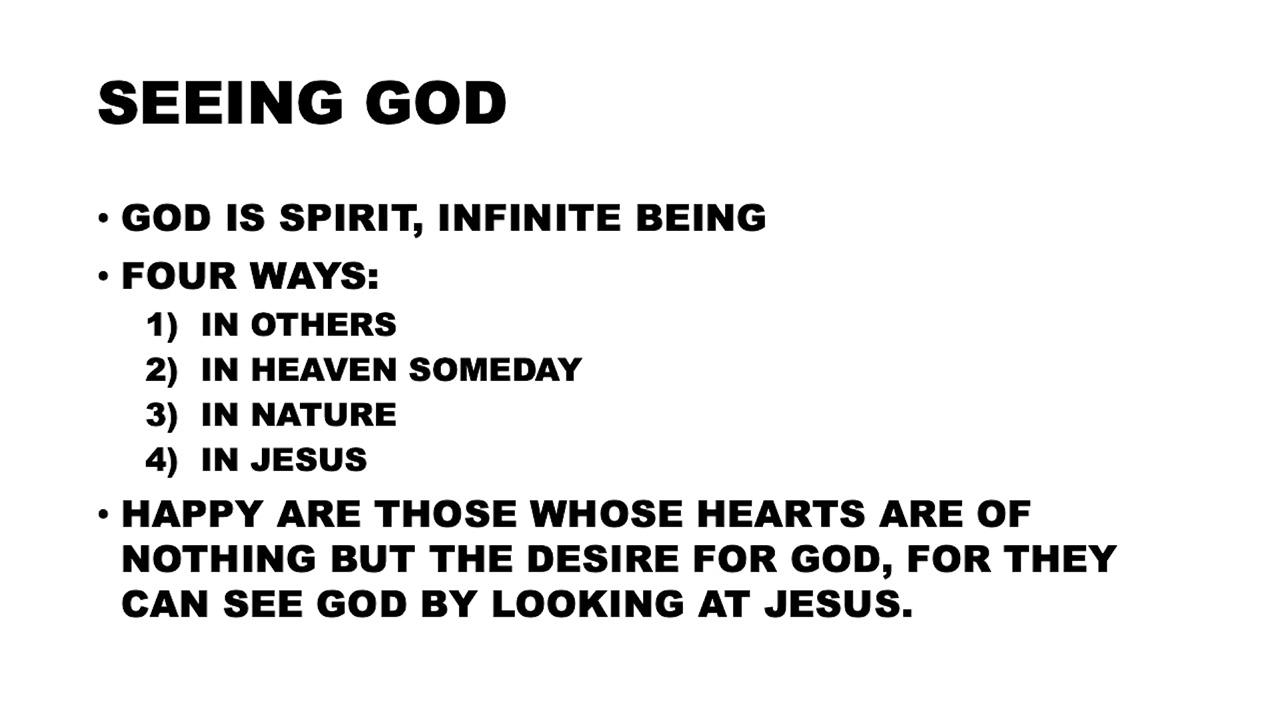 SEEING GOD
• GOD IS SPIRIT, INFINITE BEING
• FOUR WAYS:
1) IN OTHERS
2) IN HEAVEN SOMEDAY
3) IN NATURE
4) IN JESUS
• HAPPY ARE THOSE WHOSE HEARTS ARE OF
NOTHING BUT THE DESIRE FOR GOD, FOR THEY
CAN SEE GOD BY LOOKING AT JESUS.